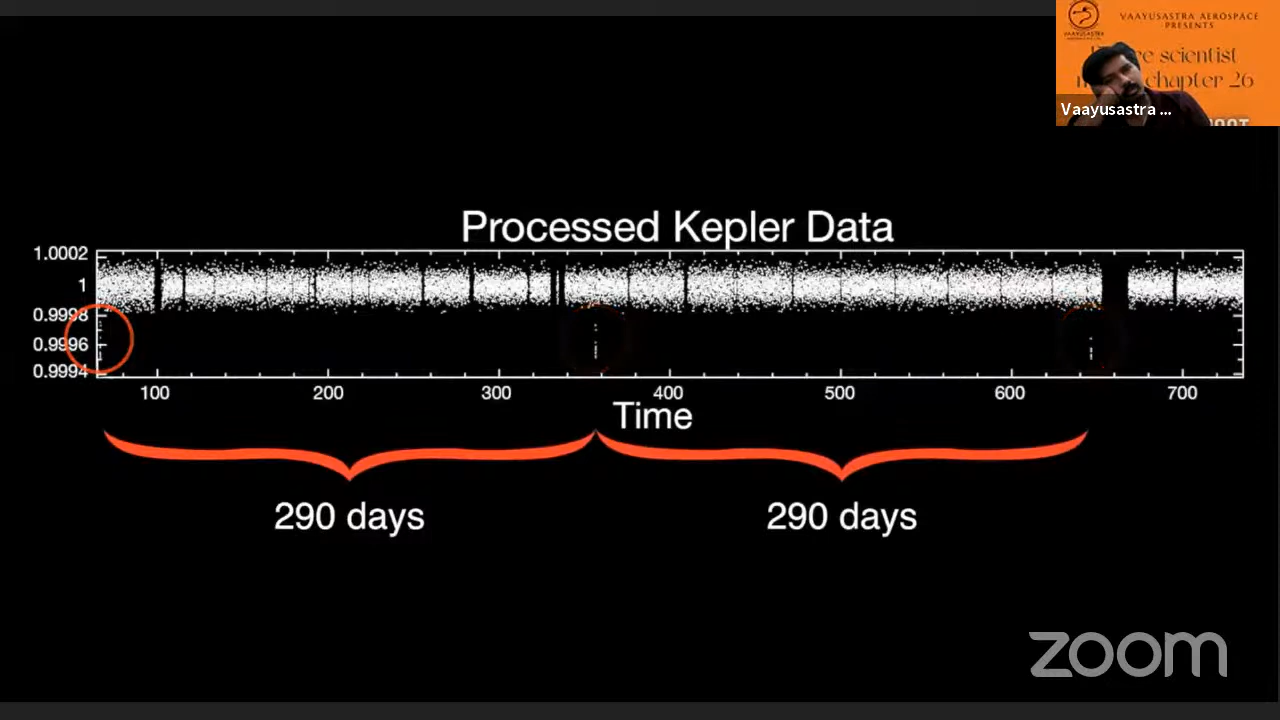 VAAYUSASTRA AEROSPACE
PRESENTS
scientist
chapter 26
Vaayusastra ...
Processed Kepler Data
1.0002
1
0.9998
0.9996
0.9994
100 200 300 400 500 600 700
Time
290 days 290 days
zoom